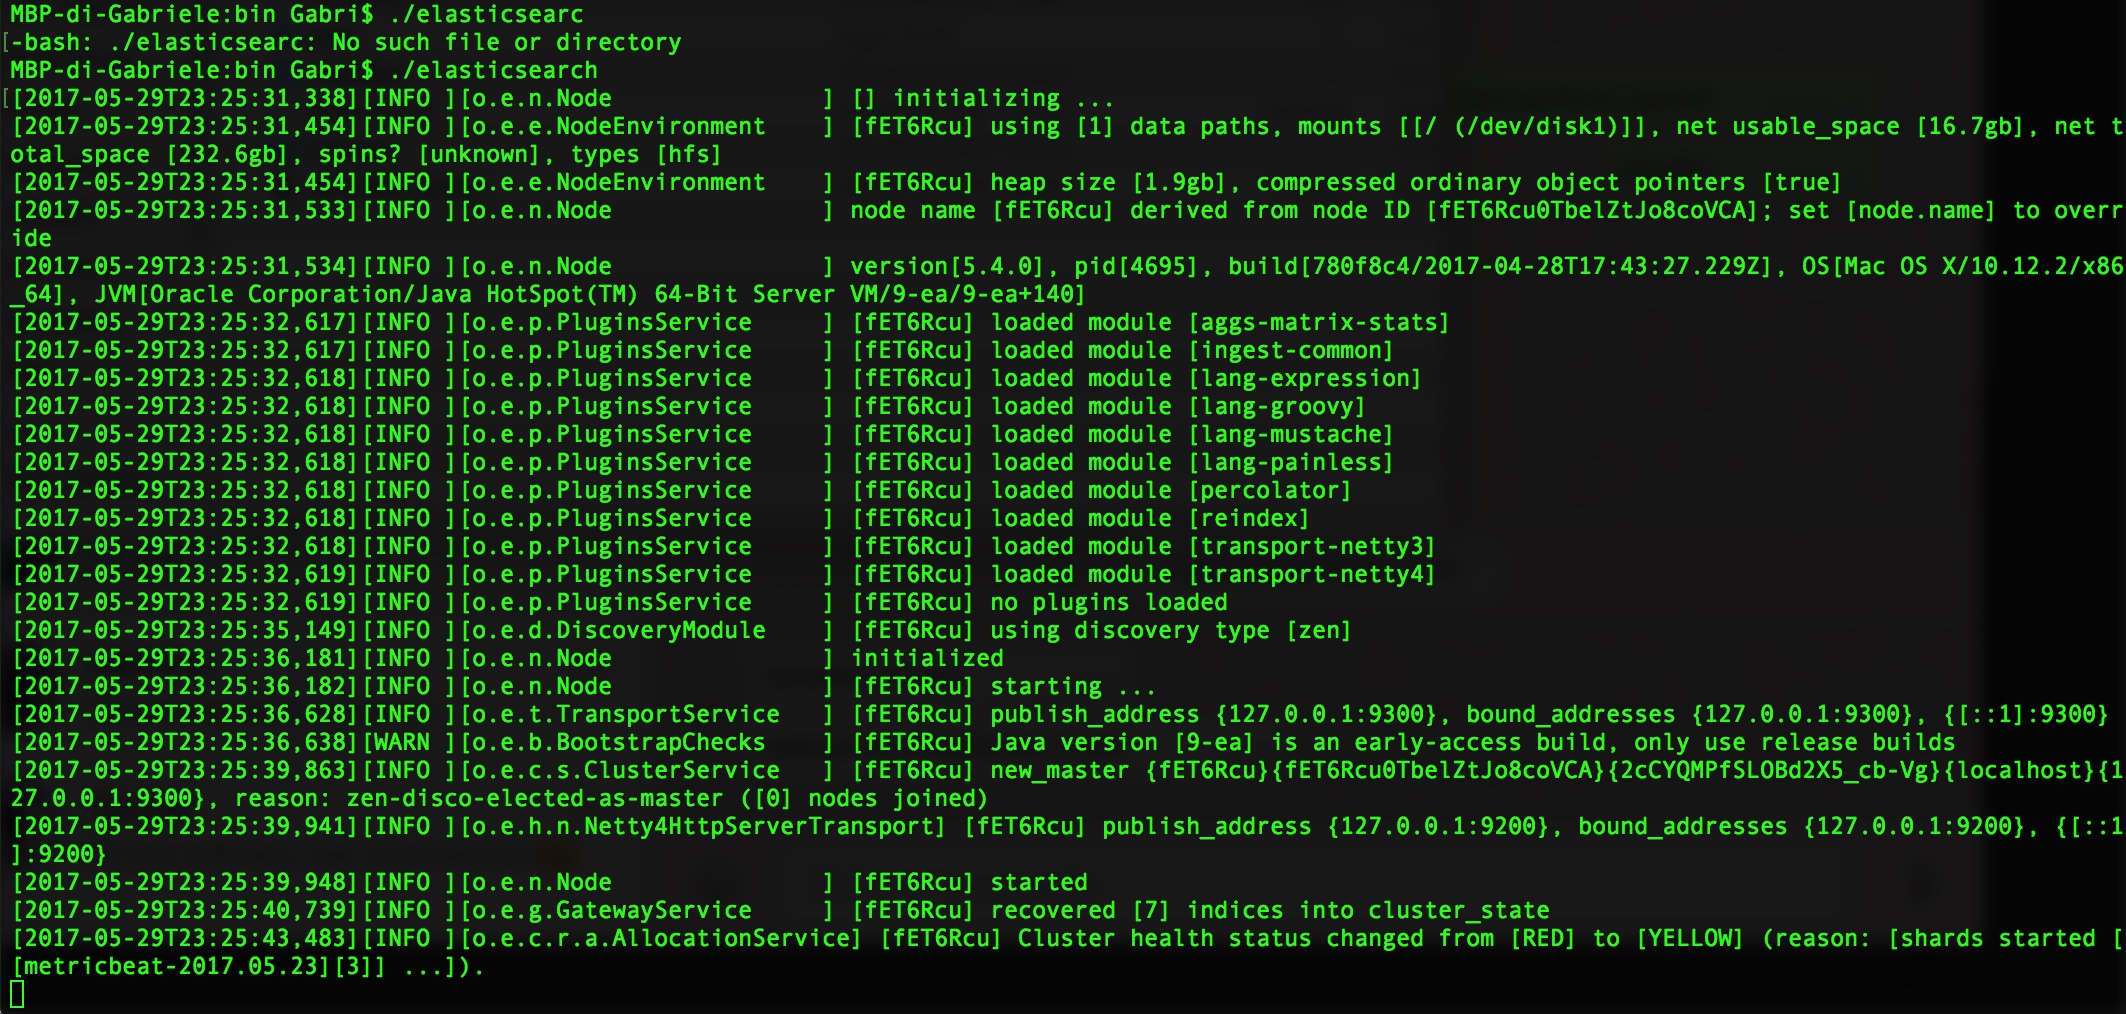 MBP-di-Gabriele:bin Gabri$ ./elasticsearc
[-bash: ./elasticsearc: No such file or directory
MBP-di-Gabriele:bin Gabri$ ./elasticsearch
[[2017-05-29T23:25:31,338][INFO ][o.e.n.Node               ] [] initializing ...
[2017-05-29T23:25:31,454][INFO ][o.e.e.NodeEnvironment    ] [fET6Rcu] using [1] data paths, mounts [[/ (/dev/disk1)]], net usable_space [16.7gb], net t
otal_space [232.6gb], spins? [unknown], types [hfs]
[2017-05-29T23:25:31,454][INFO ][o.e.e.NodeEnvironment    ] [fET6Rcu] heap size [1.9gb], compressed ordinary object pointers [true]
[2017-05-29T23:25:31,533][INFO ][o.e.n.Node               ] node name [fET6Rcu] derived from node ID [fET6Rcu0TbelZtJo8coVCA]; set [node.name] to overr
ide
[2017-05-29T23:25:31,534][INFO ][o.e.n.Node               ] version[5.4.0], pid[4695], build[780f8c4/2017-04-28T17:43:27.229Z], OS[Mac OS X/10.12.2/x86
_64], JVM[Oracle Corporation/Java HotSpot(TM) 64-Bit Server VM/9-ea/9-ea+140]
[2017-05-29T23:25:32,617][INFO ][o.e.p.PluginsService     ] [fET6Rcu] loaded module [aggs-matrix-stats]
[2017-05-29T23:25:32,617][INFO ][o.e.p.PluginsService     ] [fET6Rcu] loaded module [ingest-common]
[2017-05-29T23:25:32,618][INFO ][o.e.p.PluginsService     ] [fET6Rcu] loaded module [lang-expression]
[2017-05-29T23:25:32,618][INFO ][o.e.p.PluginsService     ] [fET6Rcu] loaded module [lang-groovy]
[2017-05-29T23:25:32,618][INFO ][o.e.p.PluginsService     ] [fET6Rcu] loaded module [lang-mustache]
[2017-05-29T23:25:32,618][INFO ][o.e.p.PluginsService     ] [fET6Rcu] loaded module [lang-painless]
[2017-05-29T23:25:32,618][INFO ][o.e.p.PluginsService     ] [fET6Rcu] loaded module [percolator]
[2017-05-29T23:25:32,618][INFO ][o.e.p.PluginsService     ] [fET6Rcu] loaded module [reindex]
[2017-05-29T23:25:32,618][INFO ][o.e.p.PluginsService     ] [fET6Rcu] loaded module [transport-netty3]
[2017-05-29T23:25:32,619][INFO ][o.e.p.PluginsService     ] [fET6Rcu] loaded module [transport-netty4]
[2017-05-29T23:25:32,619][INFO ][o.e.p.PluginsService     ] [fET6Rcu] no plugins loaded
[2017-05-29T23:25:35,149][INFO ][o.e.d.DiscoveryModule    ] [fET6Rcu] using discovery type [zen]
[2017-05-29T23:25:36,181][INFO ][o.e.n.Node               ] initialized
[2017-05-29T23:25:36,182][INFO ][o.e.n.Node               ] [fET6Rcu] starting ...
[2017-05-29T23:25:36,628][INFO ][o.e.t.TransportService   ] [fET6Rcu] publish_address {127.0.0.1:9300}, bound_addresses {127.0.0.1:9300}, {[::1]:9300}
[2017-05-29T23:25:36,638][WARN ][o.e.b.BootstrapChecks    ] [fET6Rcu] Java version [9-ea] is an early-access build, only use release builds
[2017-05-29T23:25:39,863][INFO ][o.e.c.s.ClusterService   ] [fET6Rcu] new_master {fET6Rcu}{fET6Rcu0TbelZtJo8coVCA}{2cCYQMPfSLOBd2X5_cb-Vg}{localhost}{1
27.0.0.1:9300}, reason: zen-disco-elected-as-master ([0] nodes joined)
[2017-05-29T23:25:39,941][INFO ][o.e.h.n.Netty4HttpServerTransport] [fET6Rcu] publish_address {127.0.0.1:9200}, bound_addresses {127.0.0.1:9200}, {[::1
]:9200}
[2017-05-29T23:25:39,948][INFO ][o.e.n.Node               ] [fET6Rcu] started
[2017-05-29T23:25:40,739][INFO ][o.e.g.GatewayService     ] [fET6Rcu] recovered [7] indices into cluster_state
[2017-05-29T23:25:43,483][INFO ][o.e.c.r.a.AllocationService] [fET6Rcu] Cluster health status changed from [RED] to [YELLOW] (reason: [shards started [
[metricbeat-2017.05.23][3]] ...]).